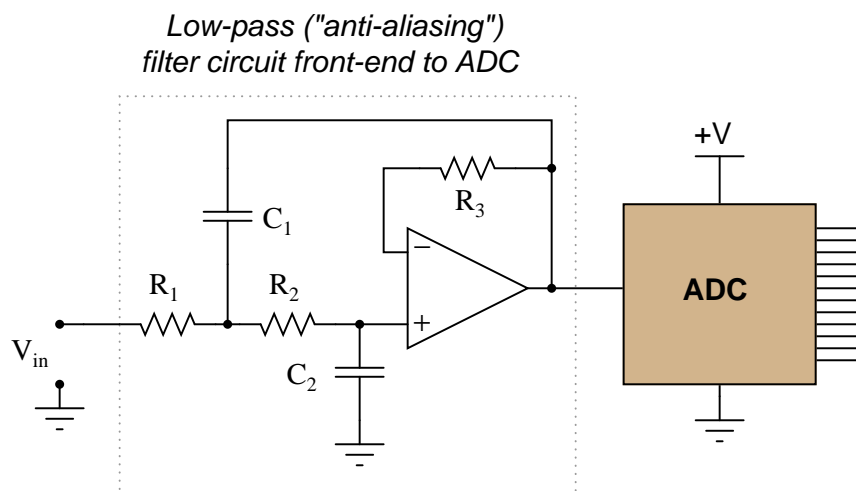 Low-pass ("anti-aliasing")
filter circuit front-end to ADC
+V
R3
C1
−
ADC
R1
R2
+
Vin
C2